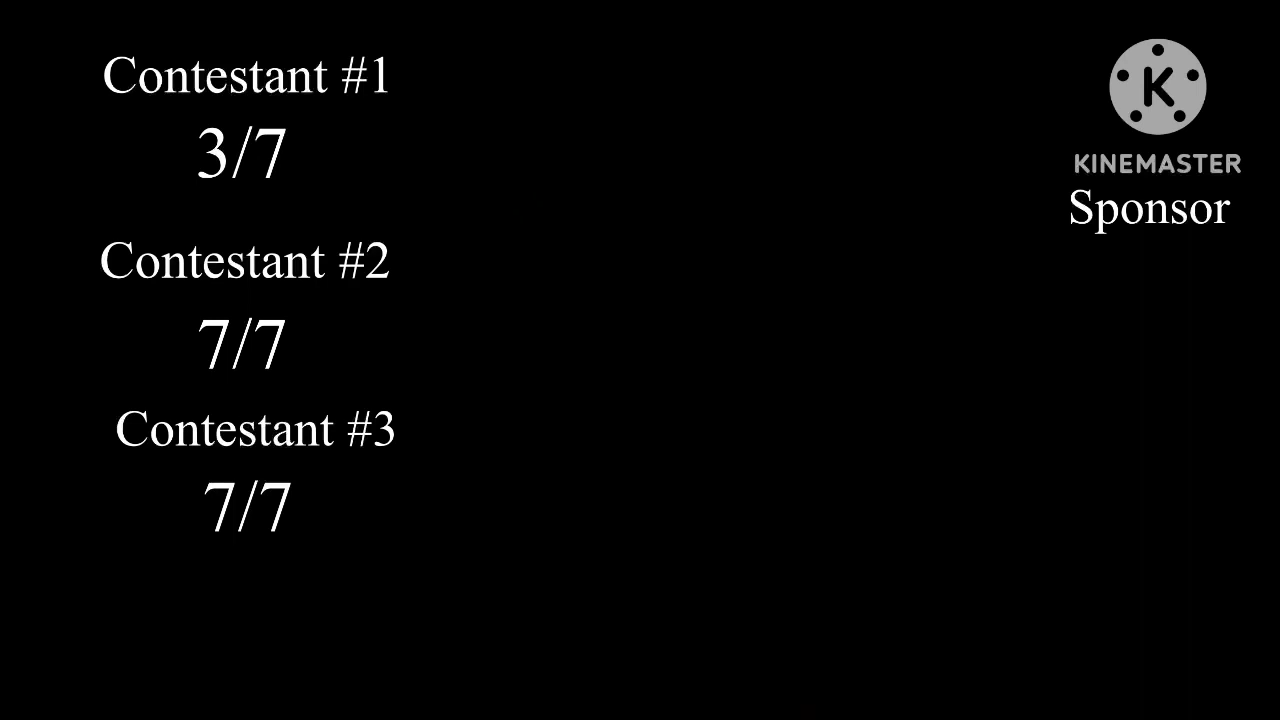 Contestant #1
3/7
Contestant #2
7/7
Contestant #3
7/7
K
KINEMASTER
Sponsor